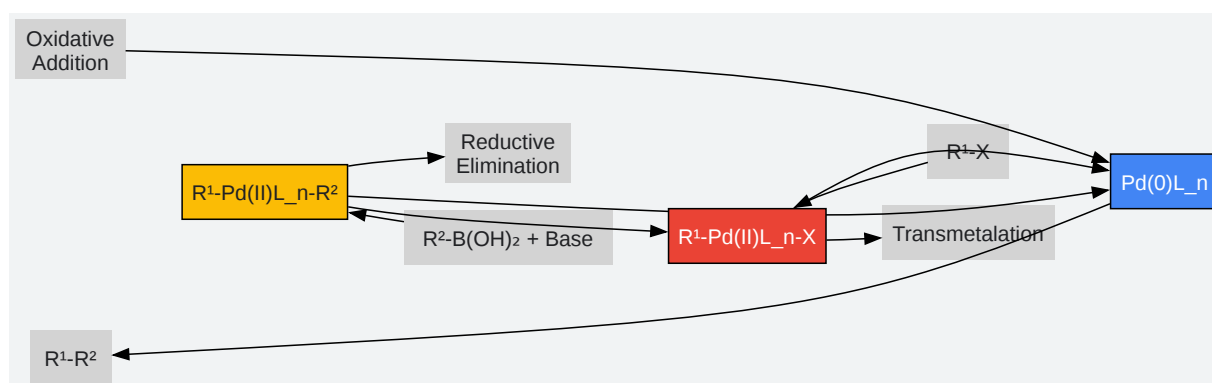 Oxidative
Addition
Reductive
Elimination
R¹-X
Pd(0)L_n
R¹-Pd(II)L_n-R²
R²-B(OH)₂ + Base
R¹-Pd(II)L_n-X
Transmetalation
R¹-R²